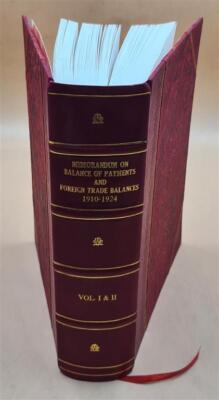 MEMORANDUM ON
BALANCE OF PAYMENTS
AND
FOREIGN TRADE BALANCES
1910-1924
VOL. I & II